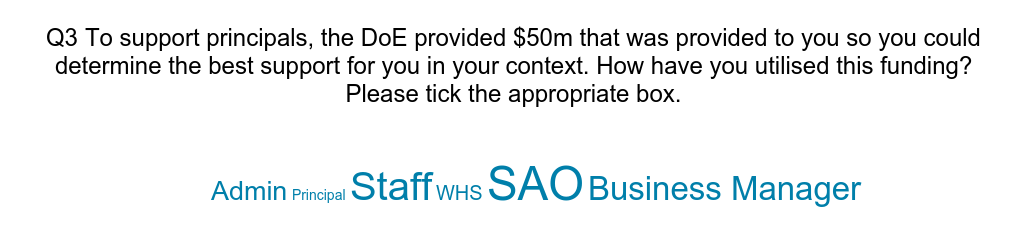 Q3 To support principals, the DoE provided $50m that was provided to you so you could
determine the best support for you in your context. How have you utilised this funding?
Please tick the appropriate box.
Admin Principal Staff WHS SAO Business Manager